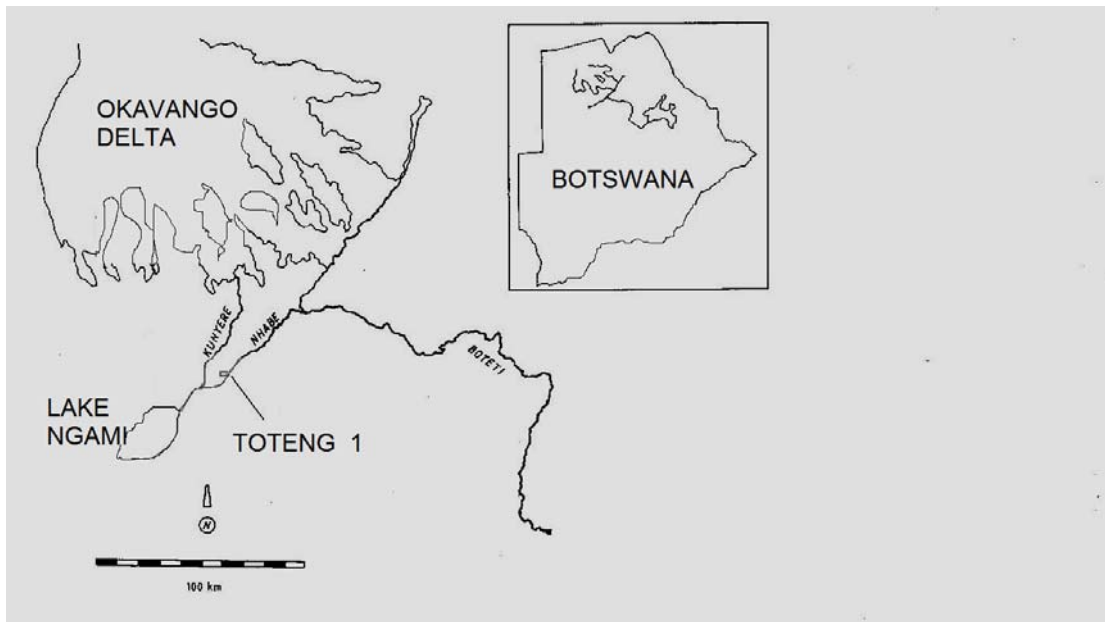 OKAVANGO
DELTA
BOTSWANA
KUNYERE
NHABE
BOTETI
LAKE
NGAMI
TOTENG 1
N
100 km